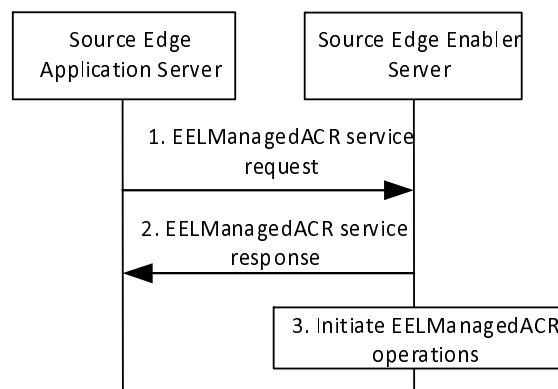 Source Edge
Application Server
Source Edge Enabler
Server
1. EELManagedACR service
request
2. EELManagedACR service
response
3. Initiate EELManagedACR
operations